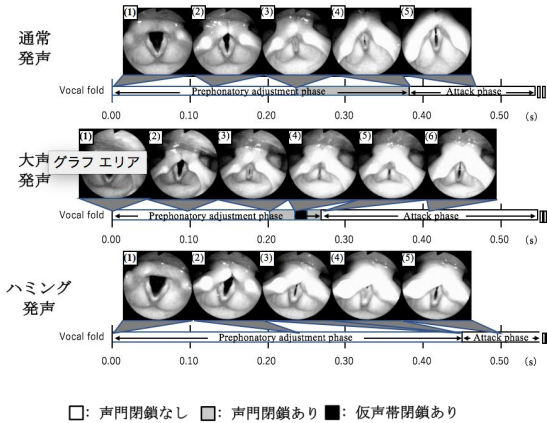 (1) (2) (3) (4) (5)
通常
発声
Vocal fold
Prephonatory adjustment phase
Attack phase
0.00 0.10 0.20 0.30 0.40 0.50 (s)
(1) (2) (3) (4) (5) (6)
大声
発声
グラフ エリア
Vocal fold
Prephonatory adjustment phase
Attack phase
0.00 0.10 0.20 0.30 0.40 0.50 (s)
(1) (2) (3) (4) (5)
ハミング
発声
Vocal fold
Prephonatory adjustment phase
Attack phase
0.00 0.10 0.20 0.30 0.40 0.50 (s)
：声門閉鎖なし ：声門閉鎖あり ：仮声帯閉鎖あり